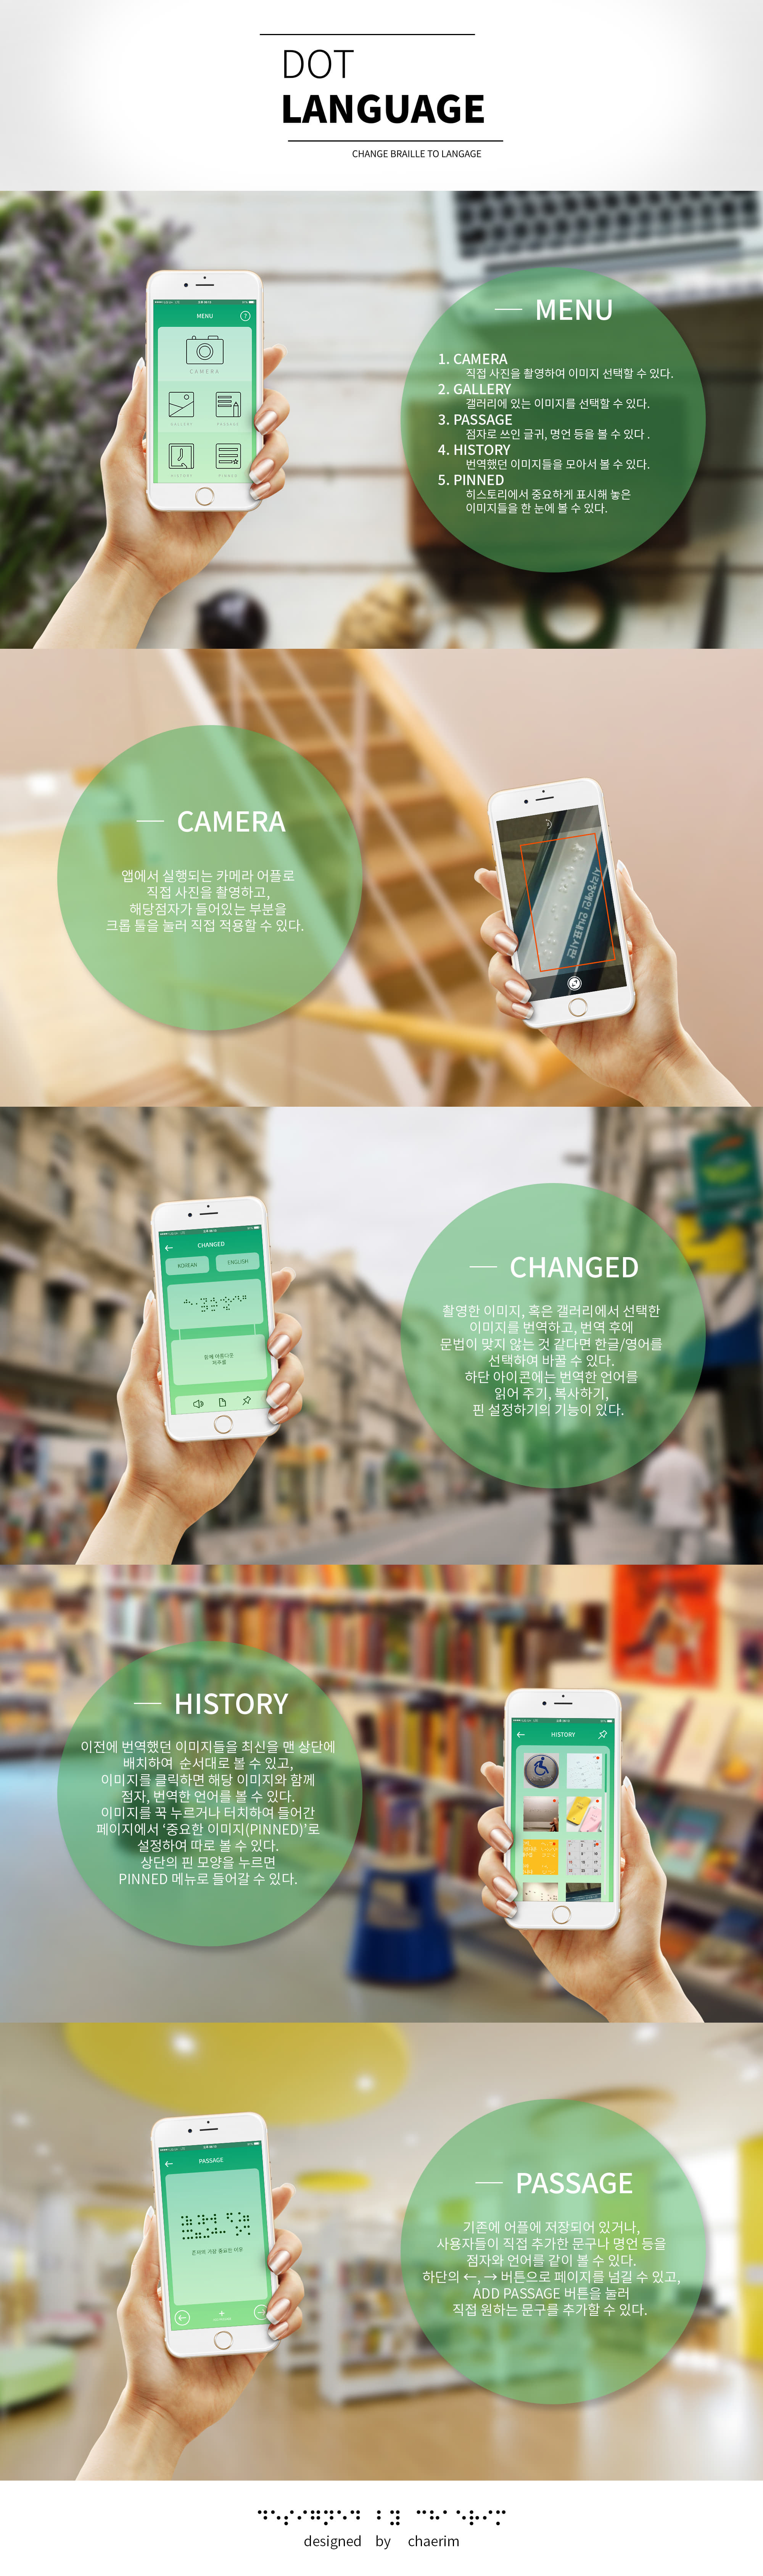 DOT
LANGUAGE
CHANGE BRAILLE TO LANGAGE
MENU
CAMERA
GALLERY
PASSAGE
HISTORY
PINNED
MENU
1. CAMERA
직접 사진을 촬영하여 이미지 선택할 수 있다.
2. GALLERY
갤러리에 있는 이미지를 선택할 수 있다.
3. PASSAGE
점자로 쓰인 글귀, 명언 등을 볼 수 있다 .
4. HISTORY
번역했던 이미지들을 모아서 볼 수 있다.
5. PINNED
히스토리에서 중요하게 표시해 놓은
이미지들을 한 눈에 볼 수 있다.
CAMERA
앱에서 실행되는 카메라 어플로
직접 사진을 촬영하고,
해당점자가 들어있는 부분을
크롭 툴을 눌러 직접 적용할 수 있다.
CHANGED
KOREAN
ENGLISH
CHANGED
촬영한 이미지, 혹은 갤러리에서 선택한
이미지를 번역하고, 번역 후에
문법이 맞지 않는 것 같다면 한글/영어를
선택하여 바꿀 수 있다.
하단 아이콘에는 번역한 언어를
읽어 주기, 복사하기,
핀 설정하기의 기능이 있다.
HISTORY
이전에 번역했던 이미지들을 최신을 맨 상단에
배치하여 순서대로 볼 수 있고,
이미지를 클릭하면 해당 이미지와 함께
점자, 번역한 언어를 볼 수 있다.
이미지를 꾹 누르거나 터치하여 들어간
페이지에서 ‘중요한 이미지(PINNED)’로
설정하여 따로 볼 수 있다.
상단의 핀 모양을 누르면
PINNED 메뉴로 들어갈 수 있다.
HISTORY
PASSAGE
PASSAGE
기존에 어플에 저장되어 있거나,
사용자들이 직접 추가한 문구나 명언 등을
점자와 언어를 같이 볼 수 있다.
하단의 ←, → 버튼으로 페이지를 넘길 수 있고,
ADD PASSAGE 버튼을 눌러
직접 원하는 문구를 추가할 수 있다.
designed by chaerim